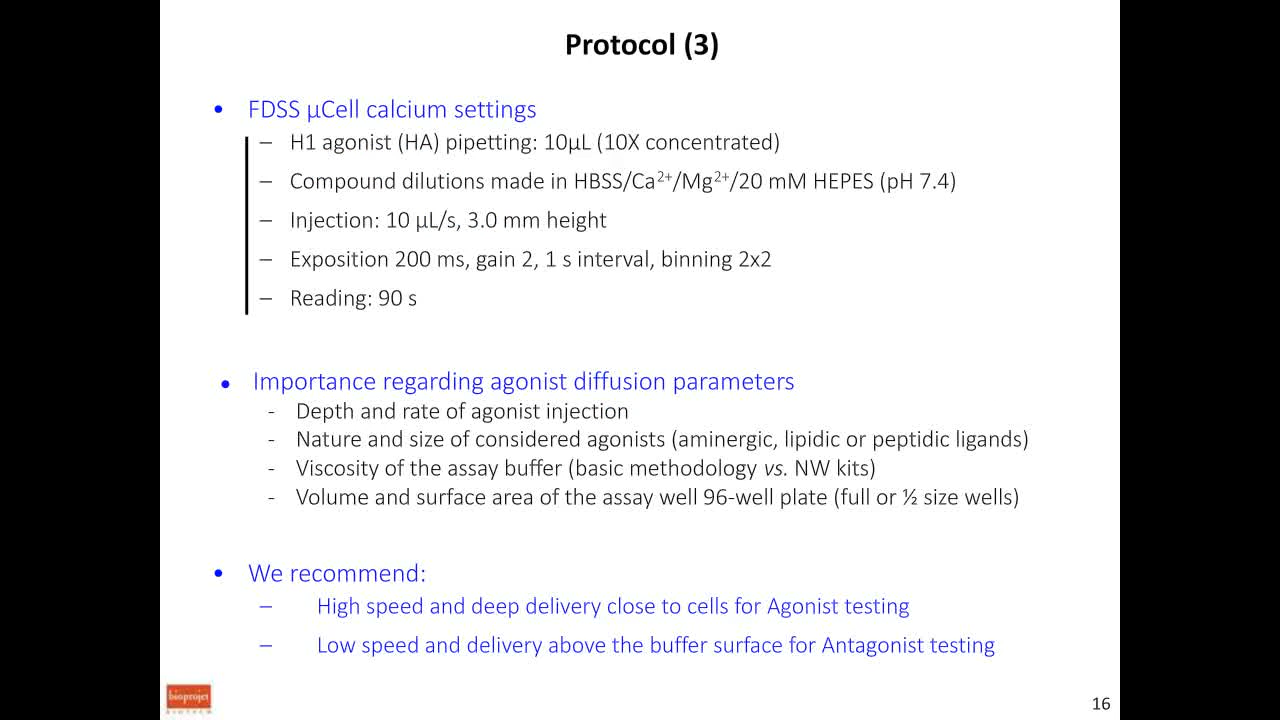 Protocol (3)
• FDSS µCell calcium settings
– H1 agonist (HA) pipetting: 10µL (10X concentrated)
– Compound dilutions made in HBSS/Ca²⁺/Mg²⁺/20 mM HEPES (pH 7.4)
– Injection: 10 µL/s, 3.0 mm height
– Exposition 200 ms, gain 2, 1 s interval, binning 2x2
– Reading: 90 s
• Importance regarding agonist diffusion parameters
- Depth and rate of agonist injection
- Nature and size of considered agonists (aminergic, lipidic or peptidic ligands)
- Viscosity of the assay buffer (basic methodology vs. NW kits)
- Volume and surface area of the assay well 96-well plate (full or ½ size wells)
• We recommend:
– High speed and deep delivery close to cells for Agonist testing
– Low speed and delivery above the buffer surface for Antagonist testing
bioprojet
BIOTECH
16